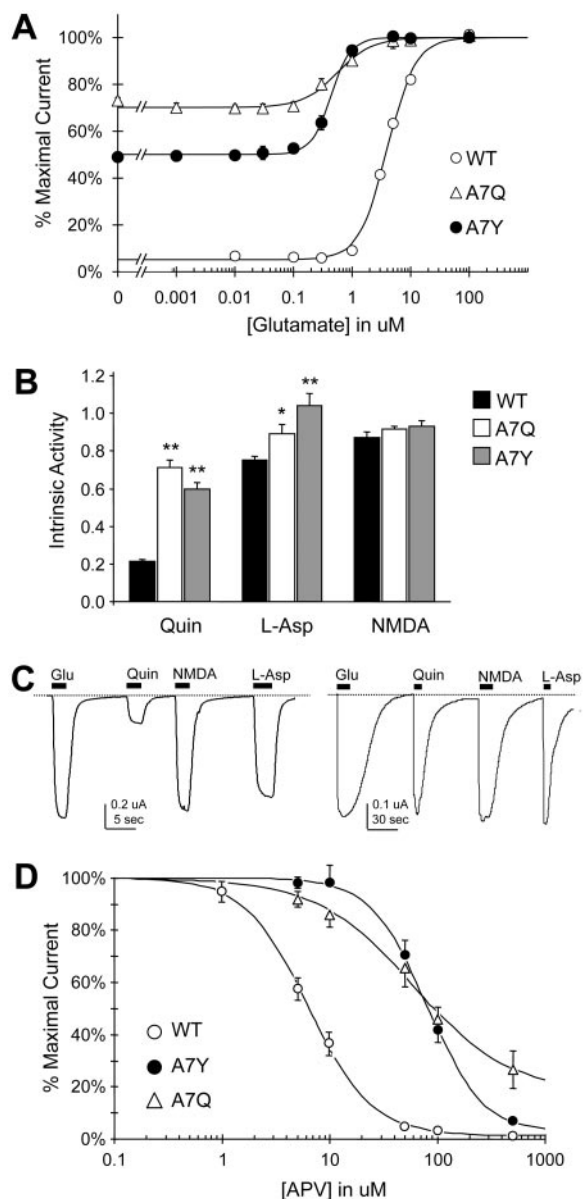 A
100%
80%
60%
40%
20%
0%
% Maximal Current
WT
A7Q
A7Y
0 0.001 0.01 0.1 1 10 100
[Glutamate] in uM
B
1.2
1.0
0.8
0.6
0.4
0.2
0.0
Intrinsic Activity
** ** * **
WT
A7Q
A7Y
Quin L-Asp NMDA
C
Glu Quin NMDA L-Asp Glu Quin NMDA L-Asp
0.2 uA
5 sec
0.1 uA
30 sec
D
100%
80%
60%
40%
20%
0%
% Maximal Current
WT
A7Y
A7Q
0.1 1 10 100 1000
[APV] in uM